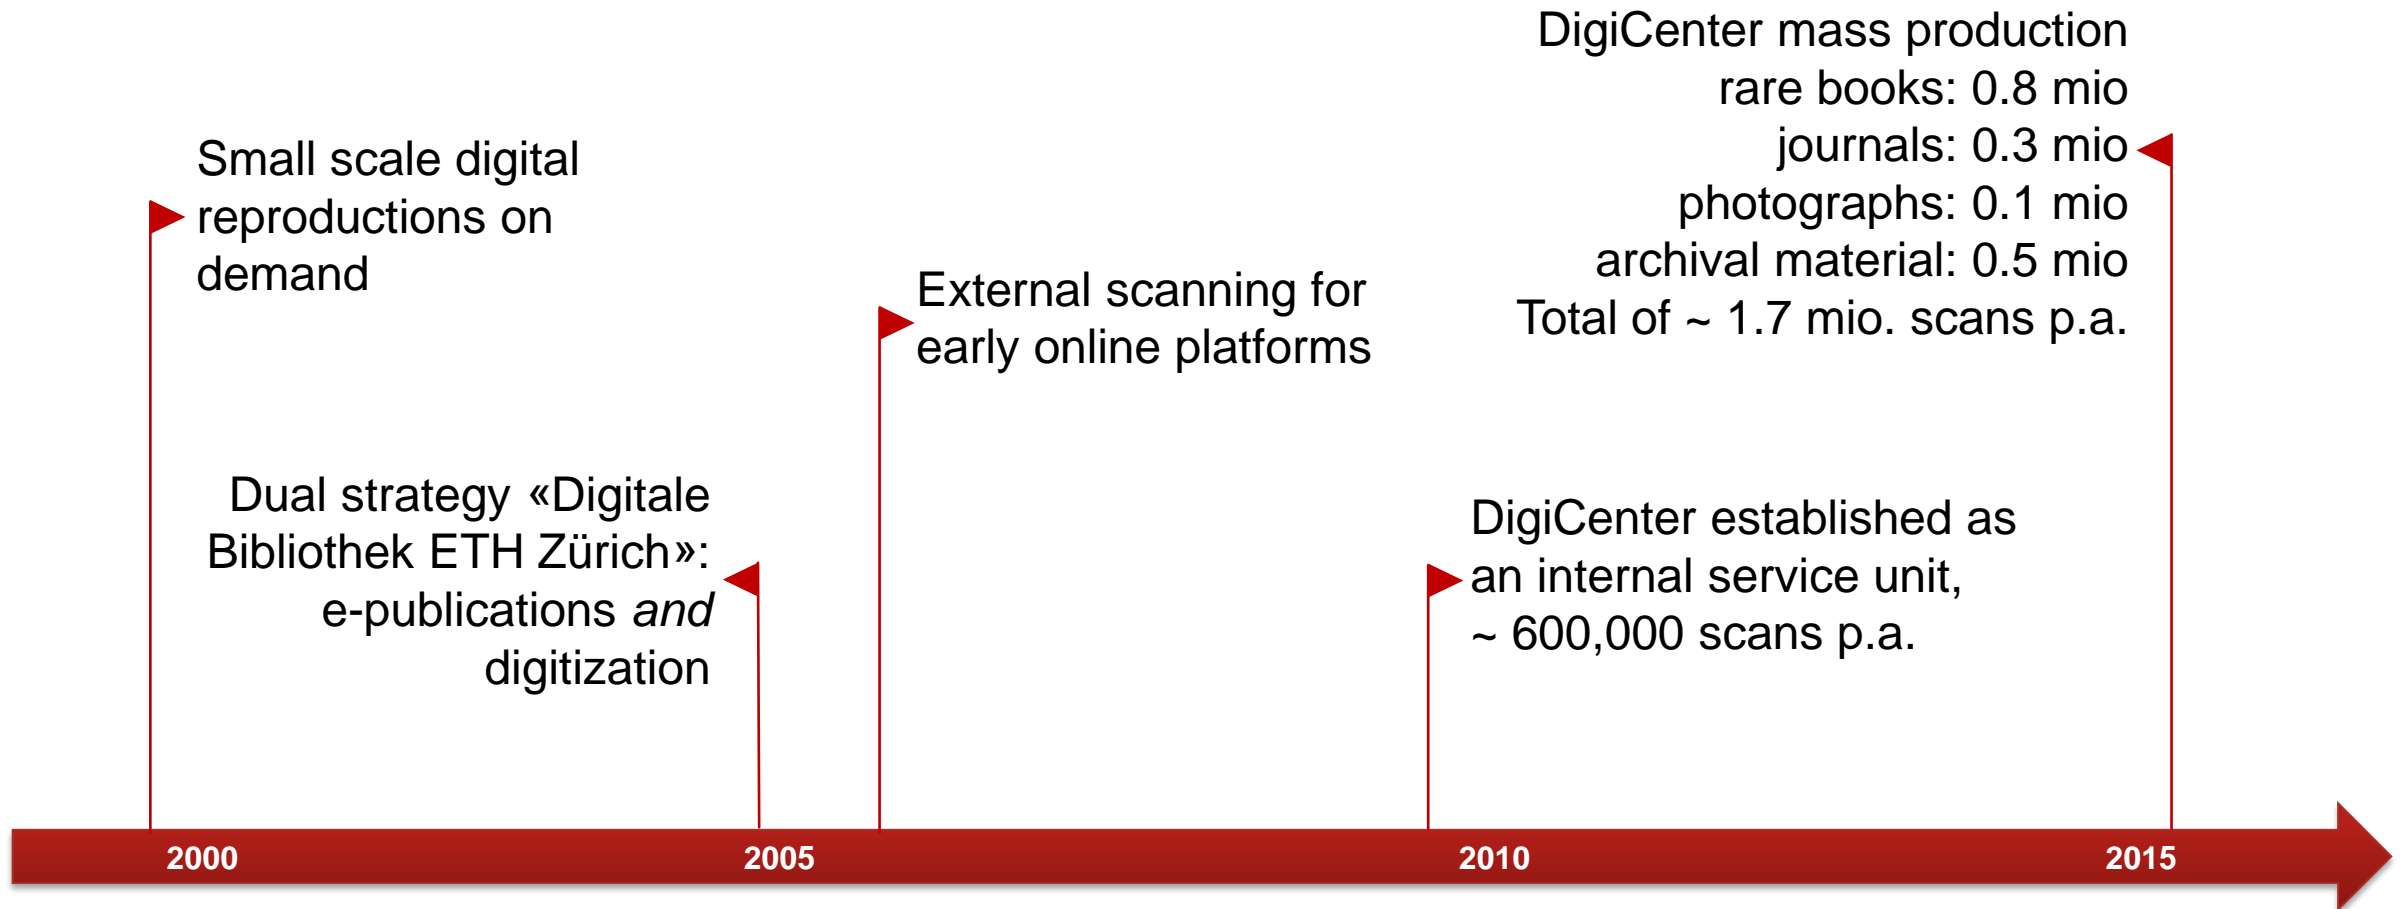 Small scale digital
reproductions on
demand
Dual strategy «Digitale
Bibliothek ETH Zürich»:
e-publications and
digitization
External scanning for
early online platforms
DigiCenter established as
an internal service unit,
~ 600,000 scans p.a.
DigiCenter mass production
rare books: 0.8 mio
journals: 0.3 mio
photographs: 0.1 mio
archival material: 0.5 mio
Total of ~ 1.7 mio. scans p.a.
2000
2005
2010
2015